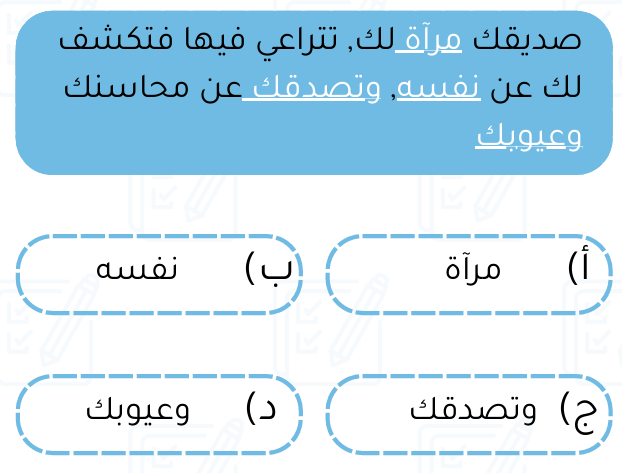 صديقك مرآة لك, تتراعي فيها فتكشف
لك عن نفسه, وتصدقك عن محاسنك
وعيوبك
أ) مرآة
ب) نفسه
ج) وتصدقك
د) وعيوبك